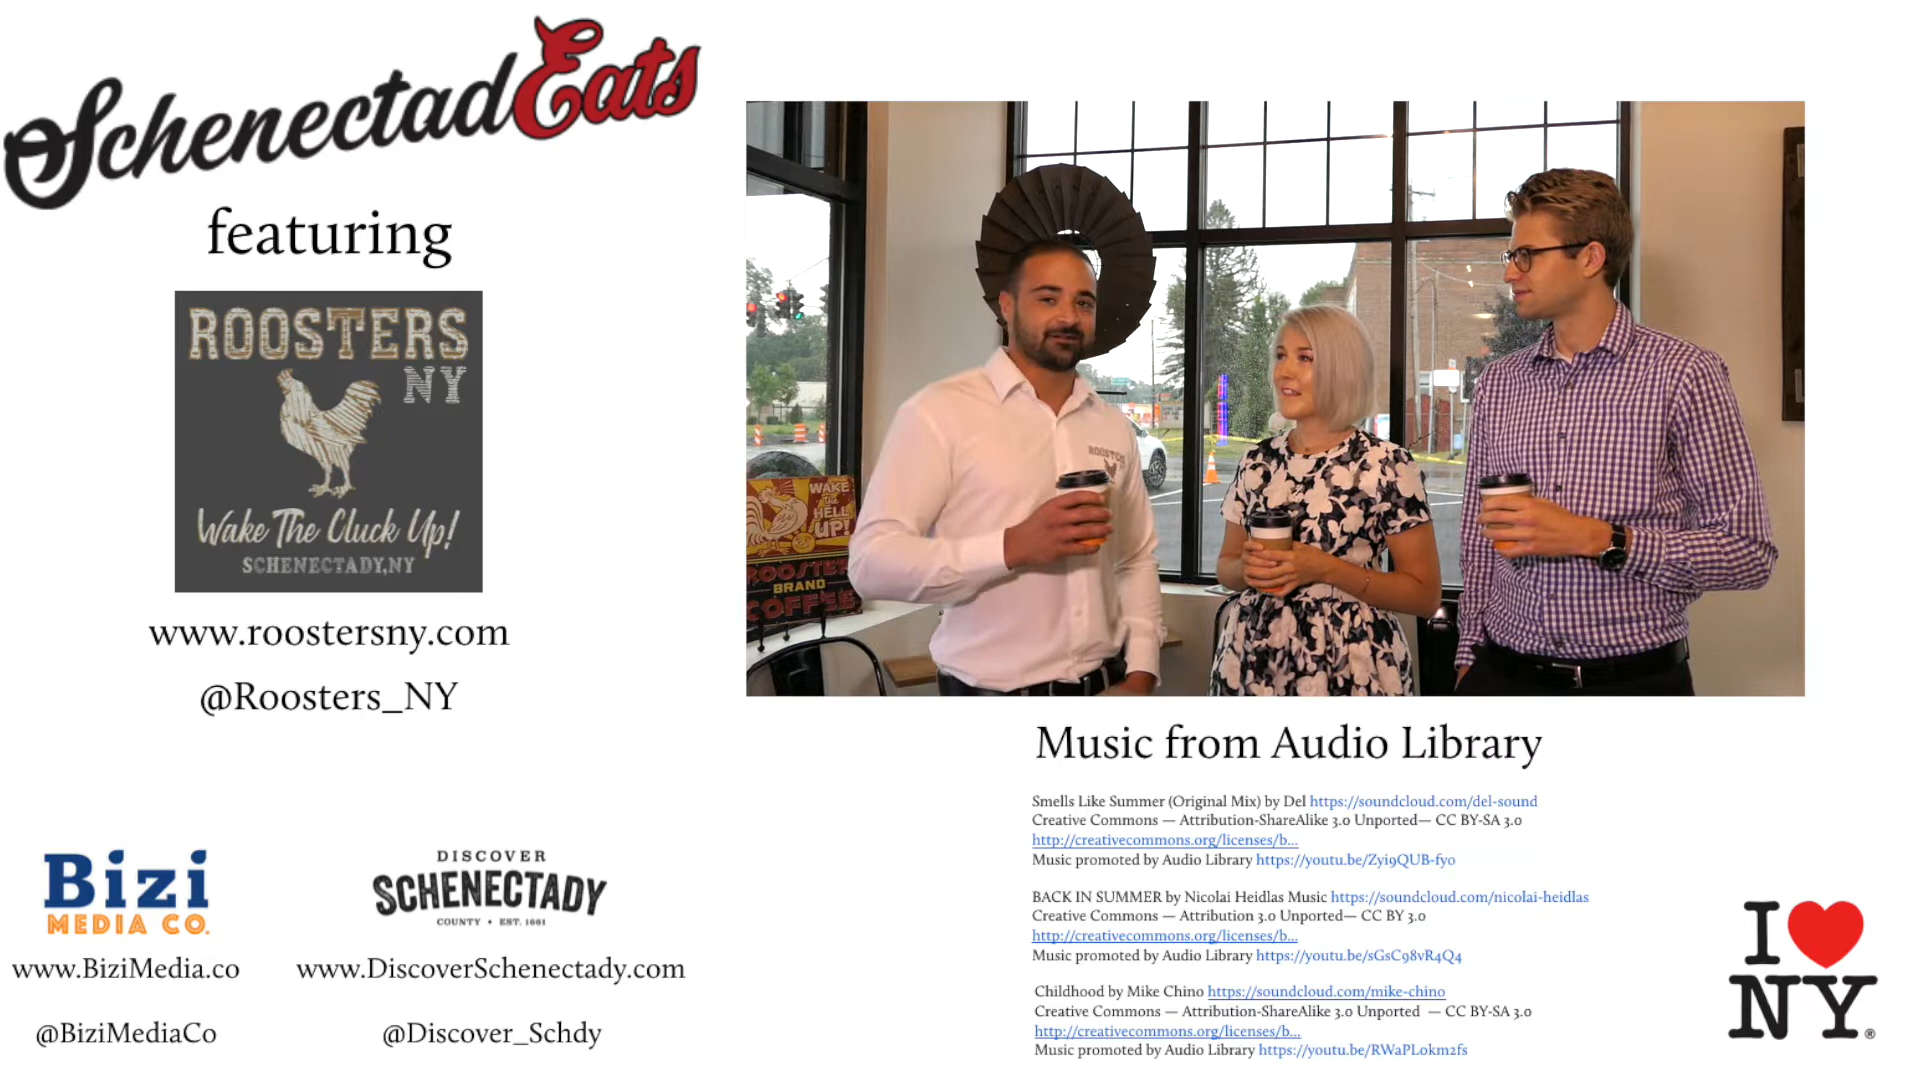 SchenectadEats
featuring
ROOSTERS
NY
Wake The Cluck Up!
SCHENECTADY, NY
www.roostersny.com
@Roosters_NY
Bizi
MEDIA CO.
www.BiziMedia.co
@BiziMediaCo
DISCOVER
SCHENECTADY
COUNTY • EST. 1661
www.DiscoverSchenectady.com
@Discover_Schdy
WAKE
the
HELL
UP!
ROOSTER
BRAND
COFFEE
ROOSTERS
Music from Audio Library
Smells Like Summer (Original Mix) by Del https://soundcloud.com/del-sound
Creative Commons — Attribution-ShareAlike 3.0 Unported— CC BY-SA 3.0
http://creativecommons.org/licenses/b...
Music promoted by Audio Library https://youtu.be/Zyi9QUB-fyo
BACK IN SUMMER by Nicolai Heidlas Music https://soundcloud.com/nicolai-heidlas
Creative Commons — Attribution 3.0 Unported— CC BY 3.0
http://creativecommons.org/licenses/b...
Music promoted by Audio Library https://youtu.be/sGsC98vR4Q4
Childhood by Mike Chino https://soundcloud.com/mike-chino
Creative Commons — Attribution-ShareAlike 3.0 Unported — CC BY-SA 3.0
http://creativecommons.org/licenses/b...
Music promoted by Audio Library https://youtu.be/RWaPLokm2fs
I ♥
NY®